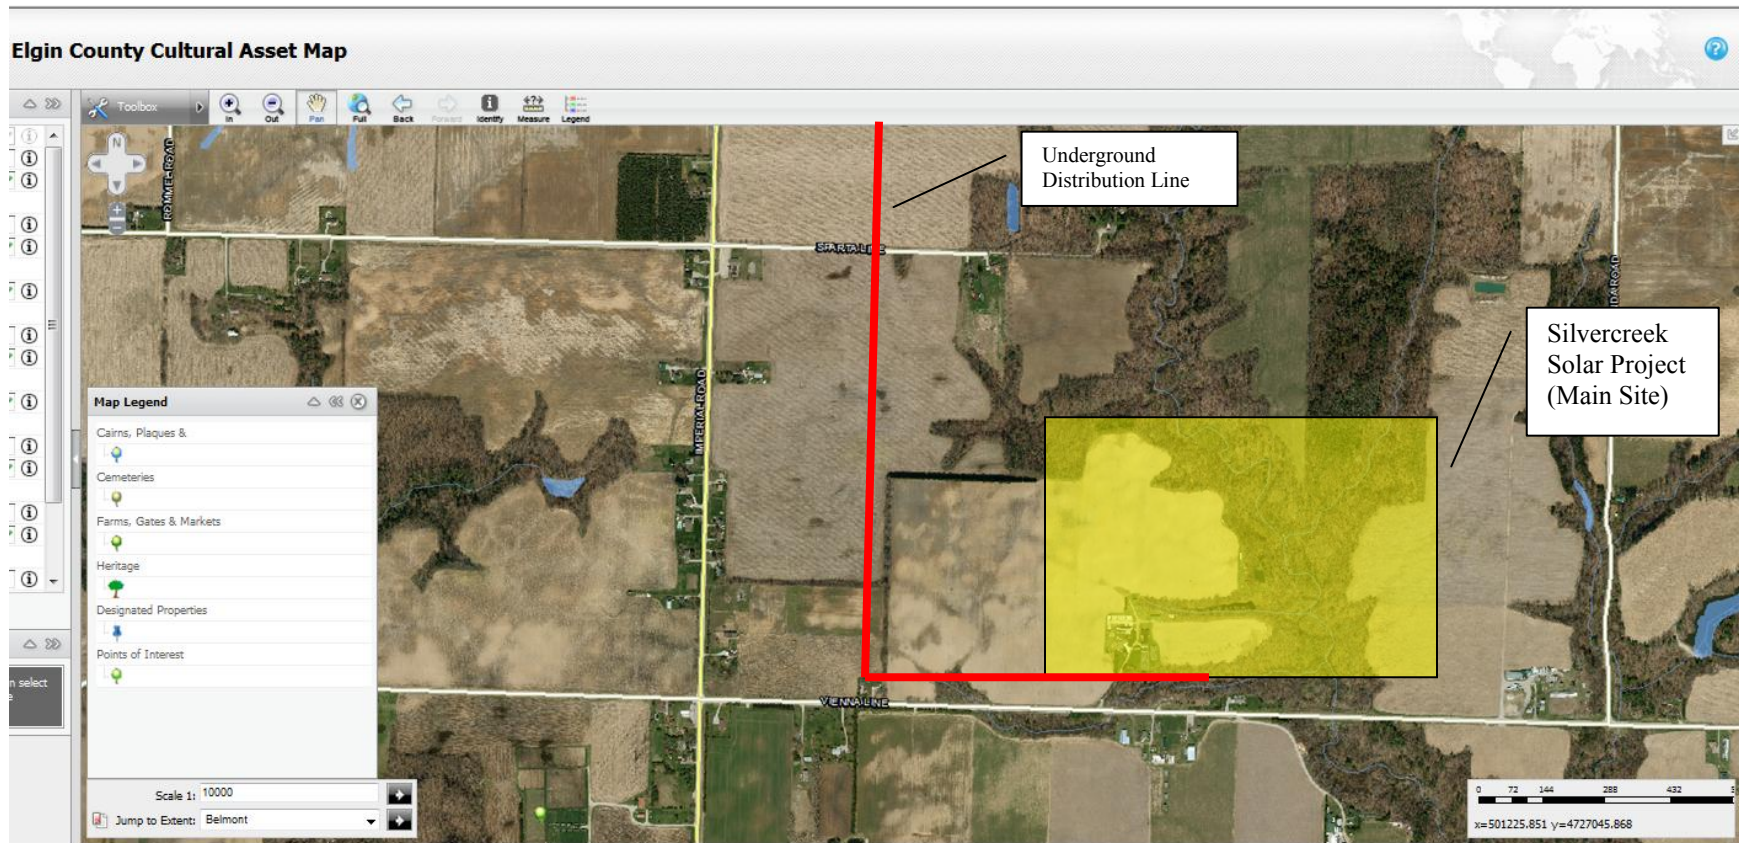 Elgin County Cultural Asset Map
Toolbox
In
Out
Pan
Full
Back
Forward
Identify
Measure
Legend
N
ROMMEL ROAD
Underground
Distribution Line
SPARTA LINE
IDA ROAD
Silvercreek
Solar Project
(Main Site)
IMPERIAL ROAD
Map Legend
Cairns, Plaques &
Cemeteries
Farms, Gates & Markets
Heritage
Designated Properties
Points of Interest
n select
e
VIENNA LINE
Scale 1: 10000
Jump to Extent: Belmont
0 72 144 288 432
x=501225.851 y=4727045.868